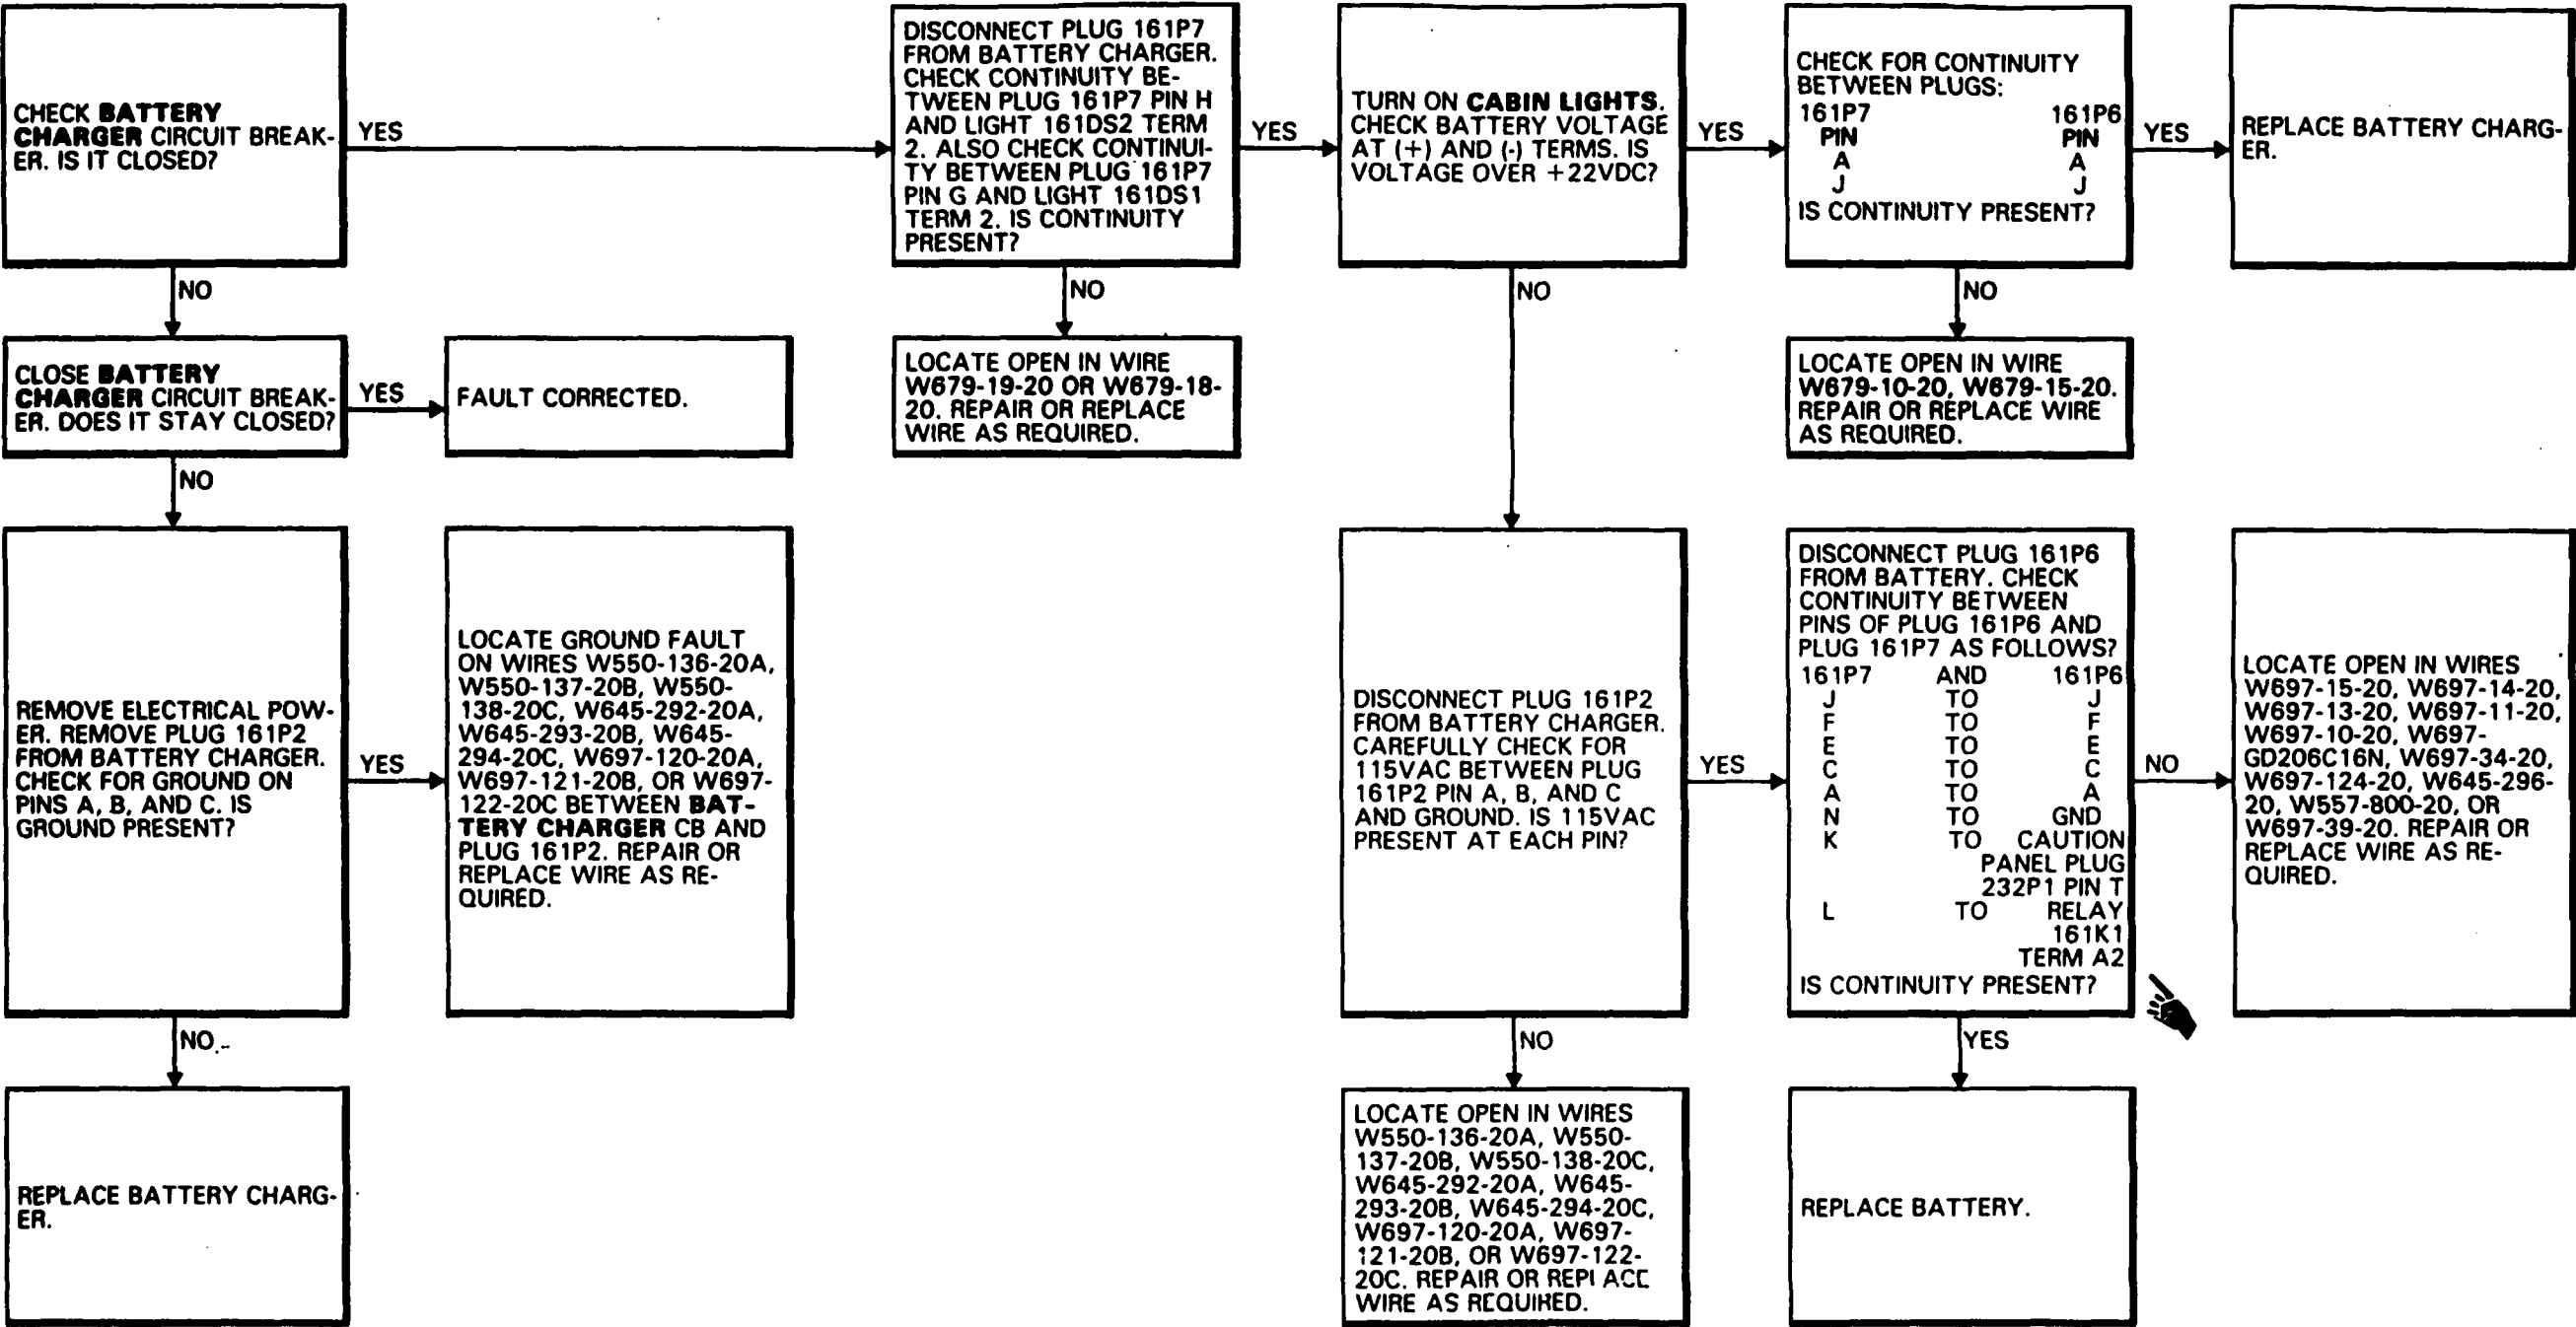 CHECK BATTERY
CHARGER CIRCUIT BREAK-
ER. IS IT CLOSED?
YES
DISCONNECT PLUG 161P7
FROM BATTERY CHARGER.
CHECK CONTINUITY BE-
TWEEN PLUG 161P7 PIN H
AND LIGHT 161DS2 TERM
2. ALSO CHECK CONTINUI-
TY BETWEEN PLUG 161P7
PIN G AND LIGHT 161DS1
TERM 2. IS CONTINUITY
PRESENT?
YES
TURN ON CABIN LIGHTS.
CHECK BATTERY VOLTAGE
AT (+) AND (-) TERMS. IS
VOLTAGE OVER +22VDC?
YES
CHECK FOR CONTINUITY
BETWEEN PLUGS:
161P7 161P6
PIN PIN
A A
J J
IS CONTINUITY PRESENT?
YES
REPLACE BATTERY CHARG-
ER.
NO
NO
NO
NO
CLOSE BATTERY
CHARGER CIRCUIT BREAK-
ER. DOES IT STAY CLOSED?
YES
FAULT CORRECTED.
LOCATE OPEN IN WIRE
W679-19-20 OR W679-18-
20. REPAIR OR REPLACE
WIRE AS REQUIRED.
LOCATE OPEN IN WIRE
W679-10-20, W679-15-20.
REPAIR OR REPLACE WIRE
AS REQUIRED.
NO
REMOVE ELECTRICAL POW-
ER. REMOVE PLUG 161P2
FROM BATTERY CHARGER.
CHECK FOR GROUND ON
PINS A, B, AND C. IS
GROUND PRESENT?
YES
LOCATE GROUND FAULT
ON WIRES W550-136-20A,
W550-137-20B, W550-
138-20C, W645-292-20A,
W645-293-20B, W645-
294-20C, W697-120-20A,
W697-121-20B, OR W697-
122-20C BETWEEN BAT-
TERY CHARGER CB AND
PLUG 161P2. REPAIR OR
REPLACE WIRE AS RE-
QUIRED.
DISCONNECT PLUG 161P2
FROM BATTERY CHARGER.
CAREFULLY CHECK FOR
115VAC BETWEEN PLUG
161P2 PIN A, B, AND C
AND GROUND. IS 115VAC
PRESENT AT EACH PIN?
YES
DISCONNECT PLUG 161P6
FROM BATTERY. CHECK
CONTINUITY BETWEEN
PINS OF PLUG 161P6 AND
PLUG 161P7 AS FOLLOWS?
161P7 AND 161P6
J TO J
F TO F
E TO E
C TO C
A TO A
N TO GND
K TO CAUTION
PANEL PLUG
232P1 PIN T
L TO RELAY
161K1
TERM A2
IS CONTINUITY PRESENT?
NO
LOCATE OPEN IN WIRES
W697-15-20, W697-14-20,
W697-13-20, W697-11-20,
W697-10-20, W697-
GD206C16N, W697-34-20,
W697-124-20, W645-296-
20, W557-800-20, OR
W697-39-20. REPAIR OR
REPLACE WIRE AS RE-
QUIRED.
NO
NO
YES
REPLACE BATTERY CHARG-
ER.
LOCATE OPEN IN WIRES
W550-136-20A, W550-
137-20B, W550-138-20C,
W645-292-20A, W645-
293-20B, W645-294-20C,
W697-120-20A, W697-
121-20B, OR W697-122-
20C. REPAIR OR REPLACE
WIRE AS REQUIRED.
REPLACE BATTERY.